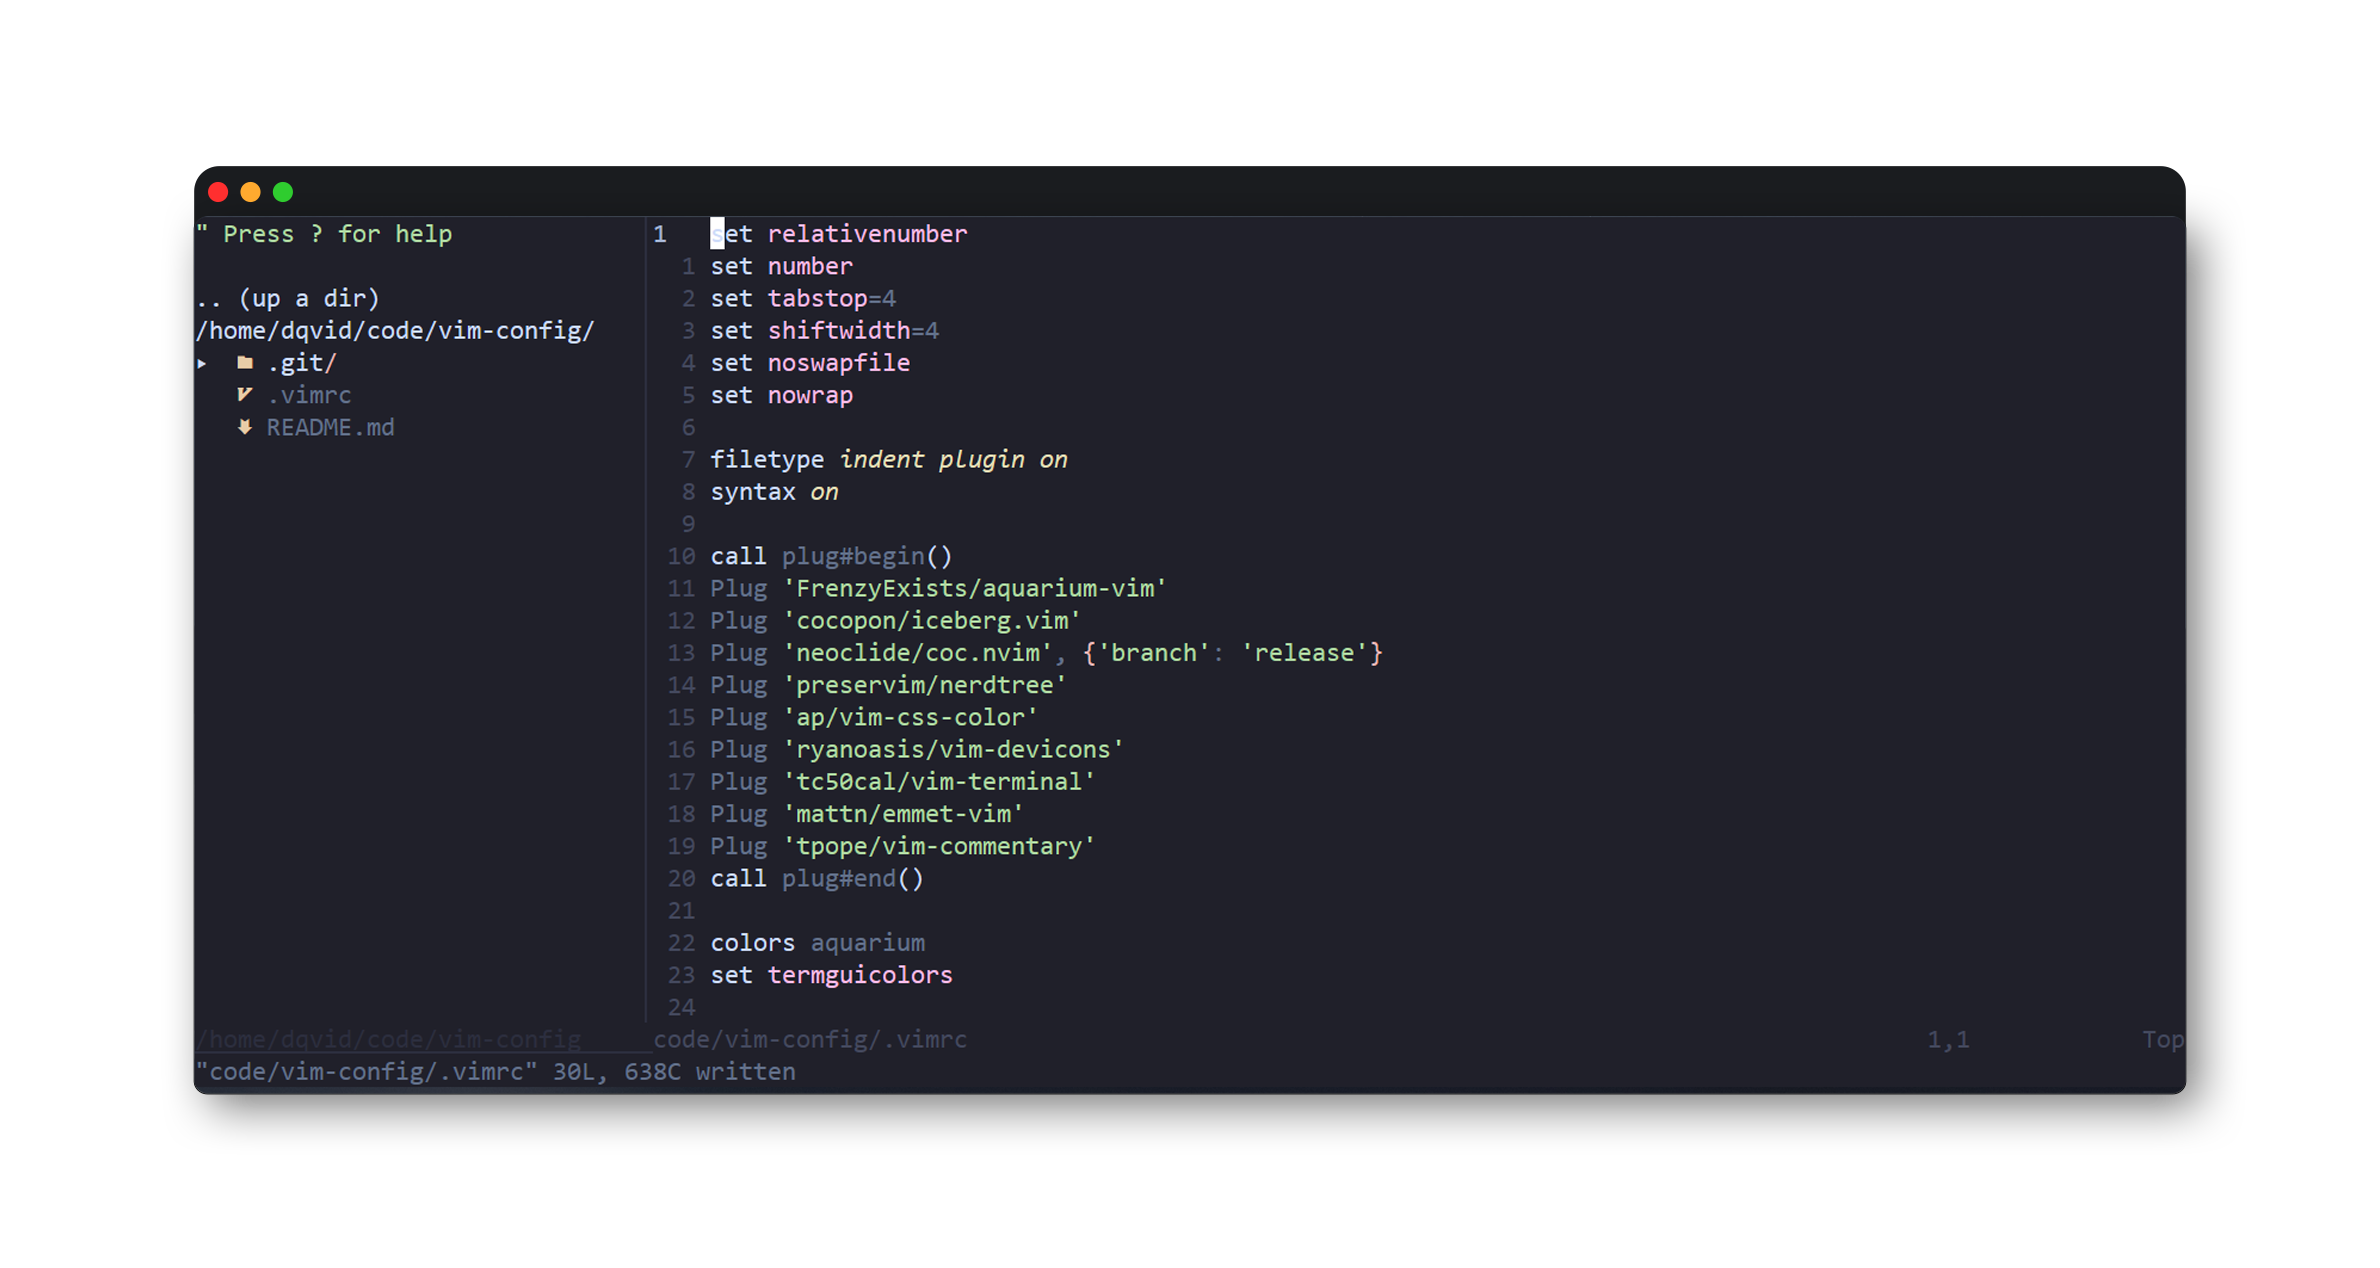 " Press ? for help
.. (up a dir)
/home/dqvid/code/vim-config/
▸ .git/
.vimrc
README.md
1 set relativenumber
1 set number
2 set tabstop=4
3 set shiftwidth=4
4 set noswapfile
5 set nowrap
6
7 filetype indent plugin on
8 syntax on
9
10 call plug#begin()
11 Plug 'FrenzyExists/aquarium-vim'
12 Plug 'cocopon/iceberg.vim'
13 Plug 'neoclide/coc.nvim', {'branch': 'release'}
14 Plug 'preservim/nerdtree'
15 Plug 'ap/vim-css-color'
16 Plug 'ryanoasis/vim-devicons'
17 Plug 'tc50cal/vim-terminal'
18 Plug 'mattn/emmet-vim'
19 Plug 'tpope/vim-commentary'
20 call plug#end()
21
22 colors aquarium
23 set termguicolors
24
/home/dqvid/code/vim-config
code/vim-config/.vimrc 1,1 Top
"code/vim-config/.vimrc" 30L, 638C written